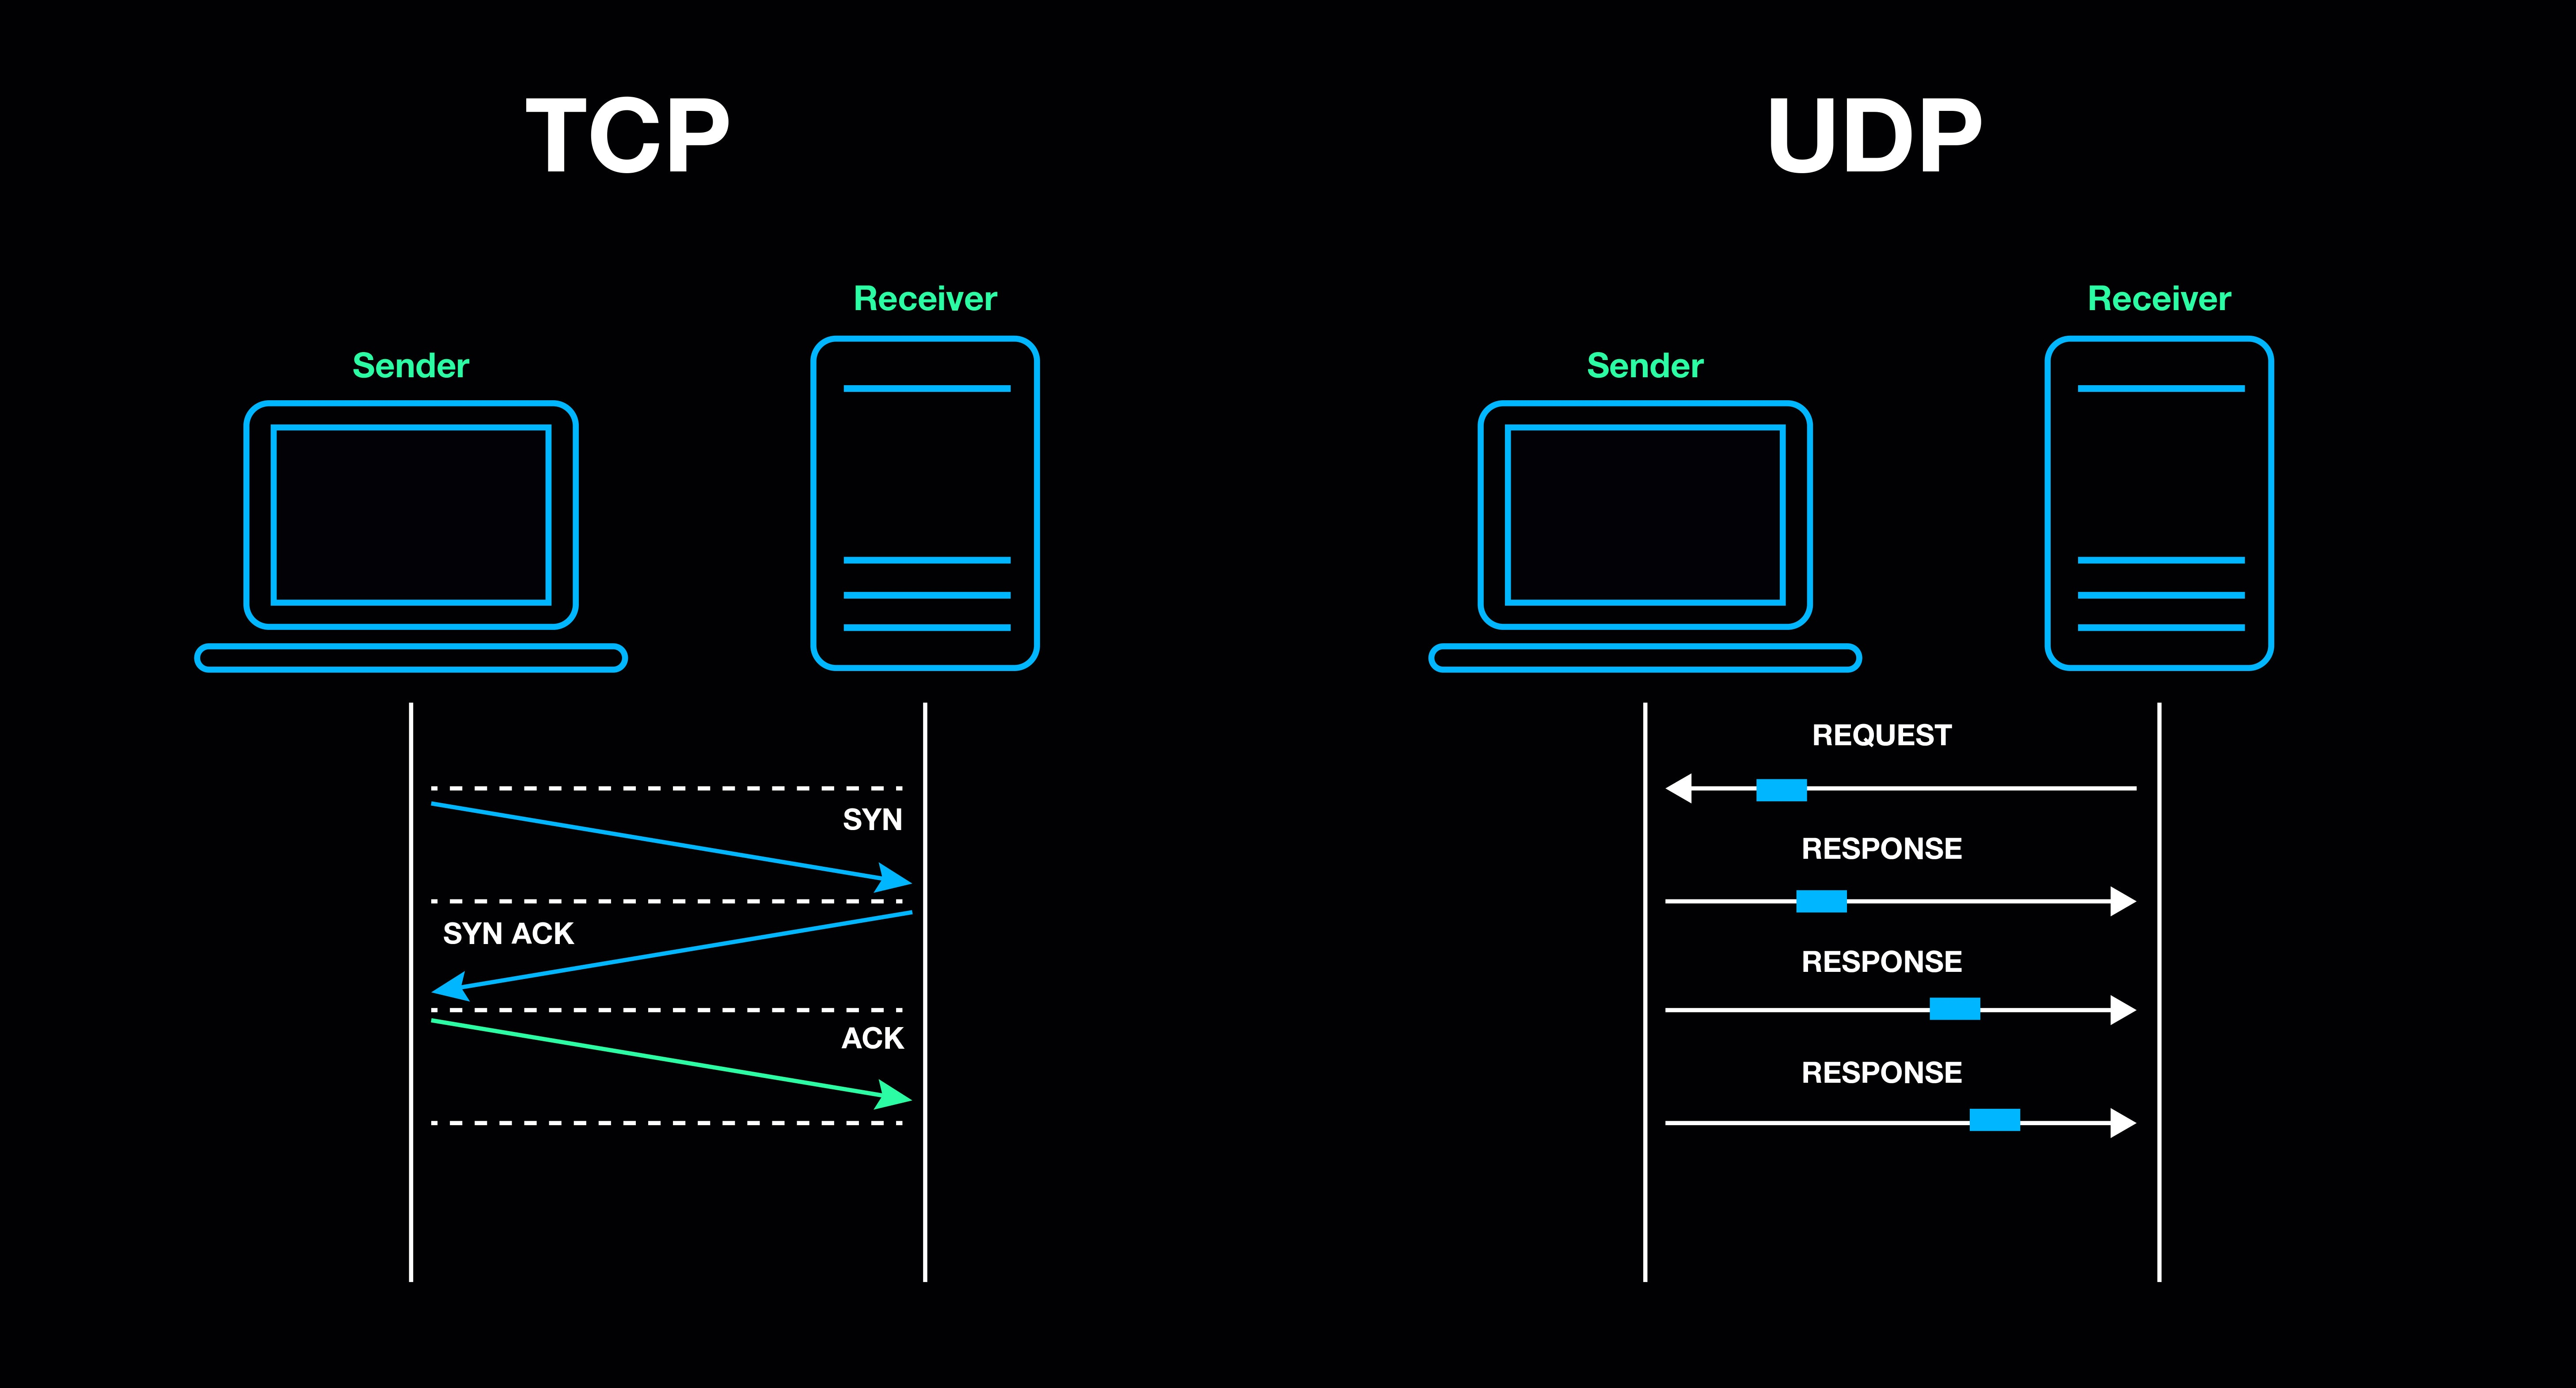 TCP
Receiver
Sender
SYN
SYN ACK
ACK
UDP
Receiver
Sender
REQUEST
RESPONSE
RESPONSE
RESPONSE